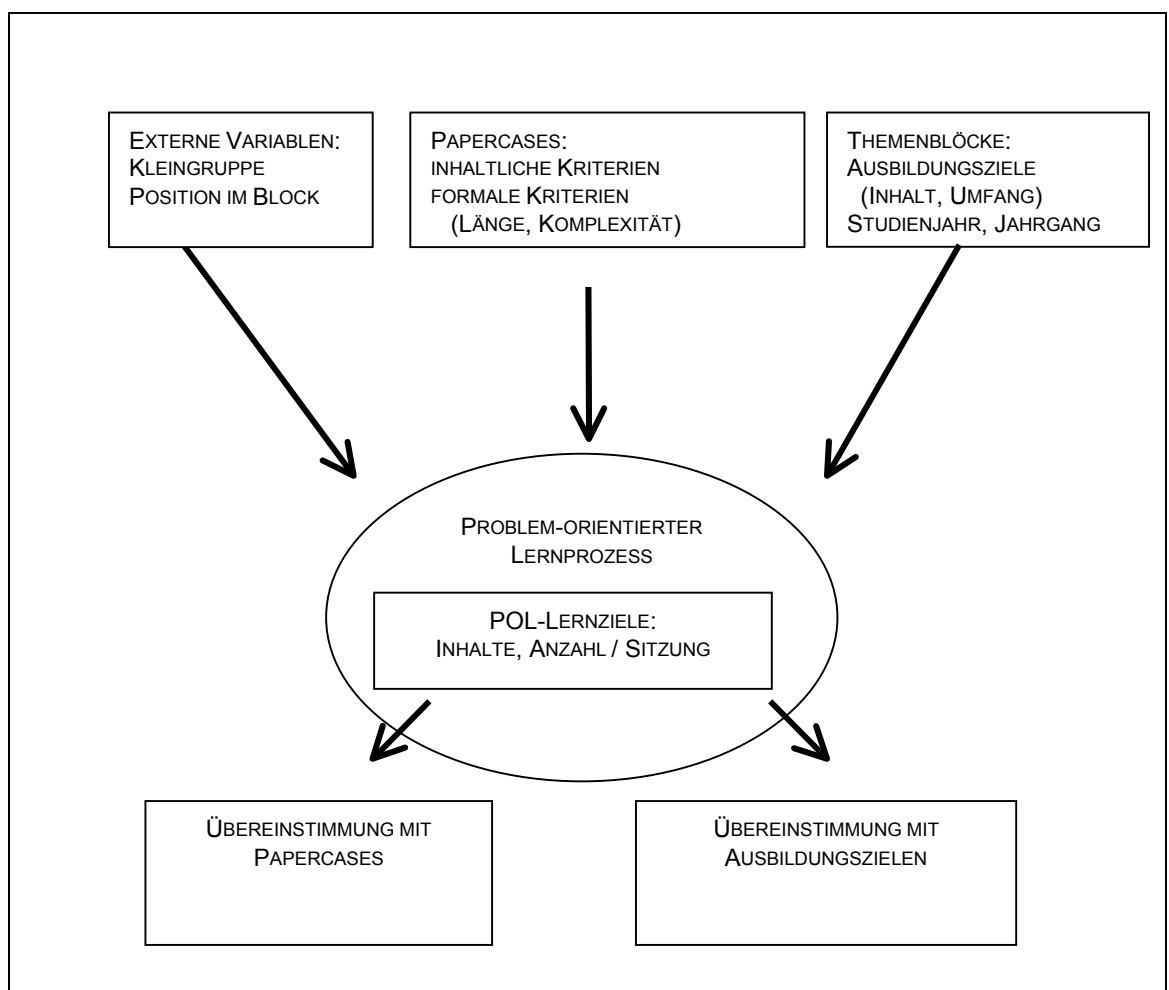 EXTERNE VARIABLEN:
KLEINGRUPPE
POSITION IM BLOCK
PAPERCASES:
INHALTLICHE KRITERIEN
FORMALE KRITERIEN
(LÄNGE, KOMPLEXITÄT)
THEMENBLÖCKE:
AUSBILDUNGSZIELE
(INHALT, UMFANG)
STUDIENJAHR, JAHRGANG
PROBLEM-ORIENTIERTER
LERNPROZESS
POL-LERNZIELE:
INHALTE, ANZAHL / SITZUNG
ÜBEREINSTIMMUNG MIT
PAPERCASES
ÜBEREINSTIMMUNG MIT
AUSBILDUNGSZIELEN